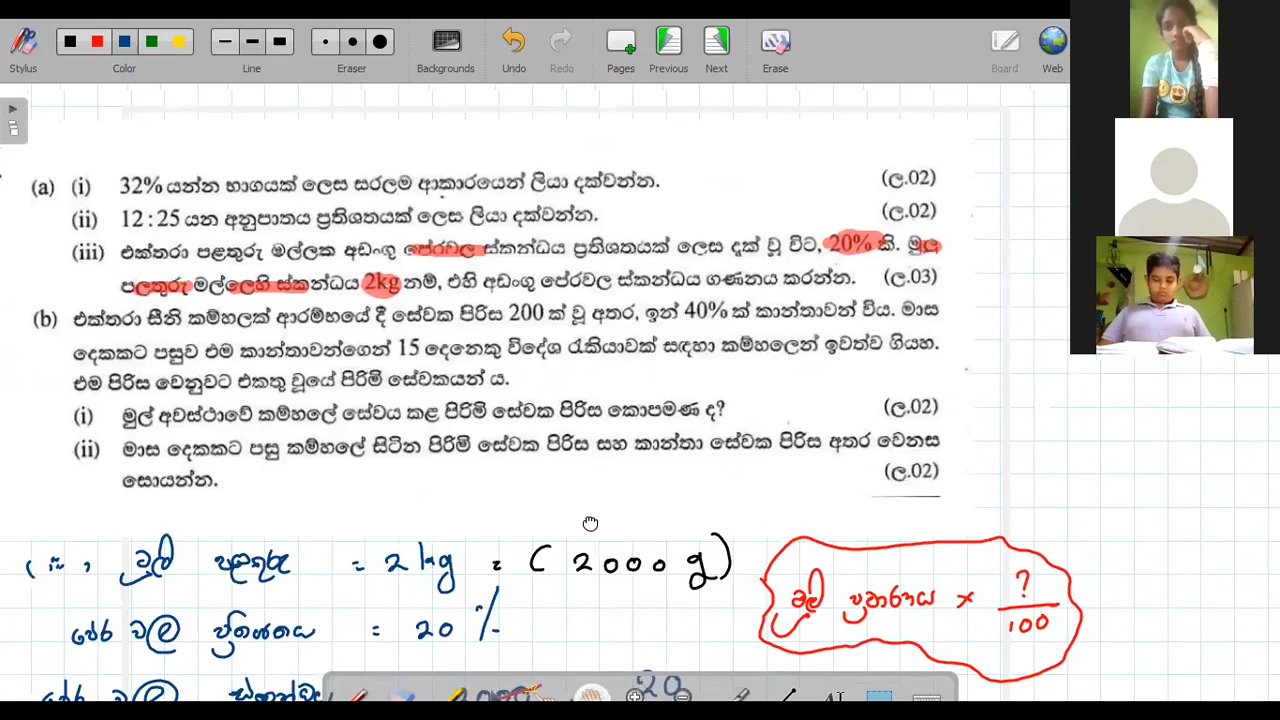 Stylus Color Line Eraser Backgrounds Undo Redo Pages Previous Next Erase Board Web
(a) (i) 32% යන්න භාගයක් ලෙස සරලම ආකාරයෙන් ලියා දක්වන්න. (ල.02)
(ii) 12 : 25 යන අනුපාතය ප්‍රතිශතයක් ලෙස ලියා දක්වන්න. (ල.02)
(iii) එක්තරා පළතුරු මල්ලක අඩංගු පේරවල ස්කන්ධය ප්‍රතිශතයක් ලෙස දැක් වූ විට, 20% කි. මුලු
පලතුරු මල්ලෙහි ස්කන්ධය 2kg නම්, එහි අඩංගු පේරවල ස්කන්ධය ගණනය කරන්න. (ල.03)
(b) එක්තරා සීනි කම්හලක් ආරම්භයේ දී සේවක පිරිස 200 ක් වූ අතර, ඉන් 40% ක් කාන්තාවන් විය. මාස
දෙකකට පසුව එම කාන්තාවන්ගෙන් 15 දෙනෙකු විදේශ රැකියාවක් සඳහා කම්හලෙන් ඉවත්ව ගියහ.
එම පිරිස වෙනුවට එකතු වූයේ පිරිමි සේවකයන් ය.
(i) මුල් අවස්ථාවේ කම්හලේ සේවය කළ පිරිමි සේවක පිරිස කොපමණ ද? (ල.02)
(ii) මාස දෙකකට පසු කම්හලේ සිටින පිරිමි සේවක පිරිස සහ කාන්තා සේවක පිරිස අතර වෙනස
සොයන්න. (ල.02)
මුලු පළතුරු = 2 kg = ( 2000 g)
පේර වල ප්‍රතිශතය = 20 %
මුලු ප්‍රමාණය × ?/100
පේර වල 20